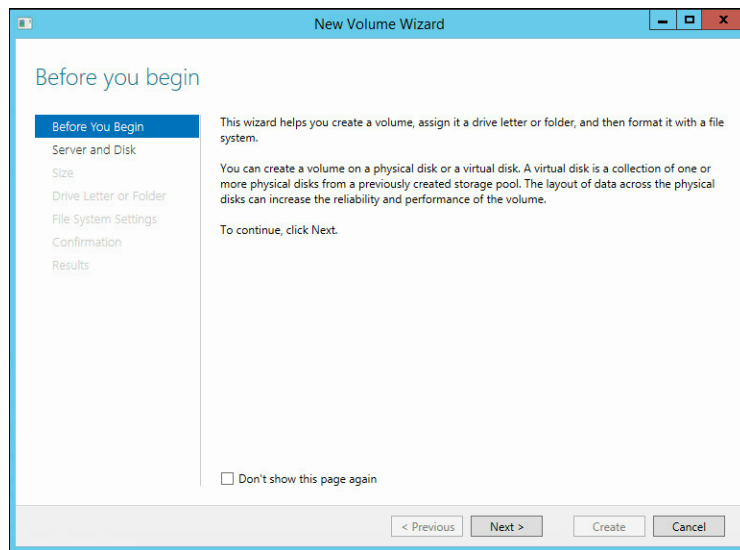 New Volume Wizard
Before you begin
Before You Begin
Server and Disk
Size
Drive Letter or Folder
File System Settings
Confirmation
Results
This wizard helps you create a volume, assign it a drive letter or folder, and then format it with a file
system.
You can create a volume on a physical disk or a virtual disk. A virtual disk is a collection of one or
more physical disks from a previously created storage pool. The layout of data across the physical
disks can increase the reliability and performance of the volume.
To continue, click Next.
Don't show this page again
< Previous
Next >
Create
Cancel